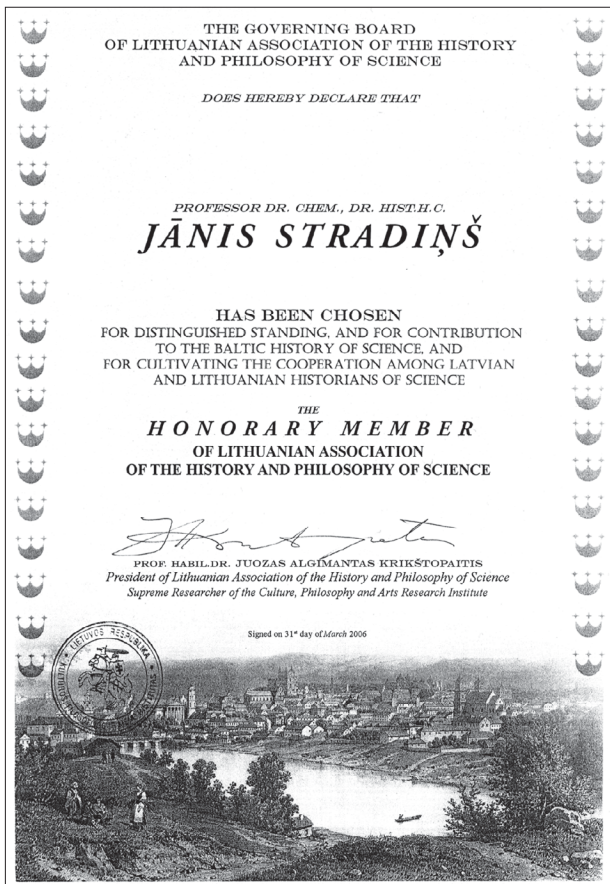 THE GOVERNING BOARD
OF LITHUANIAN ASSOCIATION OF THE HISTORY
AND PHILOSOPHY OF SCIENCE
DOES HEREBY DECLARE THAT
PROFESSOR DR. CHEM., DR. HIST.H.C.
JĀNIS STRADIŅŠ
HAS BEEN CHOSEN
FOR DISTINGUISHED STANDING, AND FOR CONTRIBUTION
TO THE BALTIC HISTORY OF SCIENCE, AND
FOR CULTIVATING THE COOPERATION AMONG LATVIAN
AND LITHUANIAN HISTORIANS OF SCIENCE
THE
HONORARY MEMBER
OF LITHUANIAN ASSOCIATION
OF THE HISTORY AND PHILOSOPHY OF SCIENCE
PROF. HABIL.DR. JUOZAS ALGIMANTAS KRIKŠTOPAITIS
President of Lithuanian Association of the History and Philosophy of Science
Supreme Researcher of the Culture, Philosophy and Arts Research Institute
Signed on 31st day of March 2006
LIETUVOS RESPUBLIKA